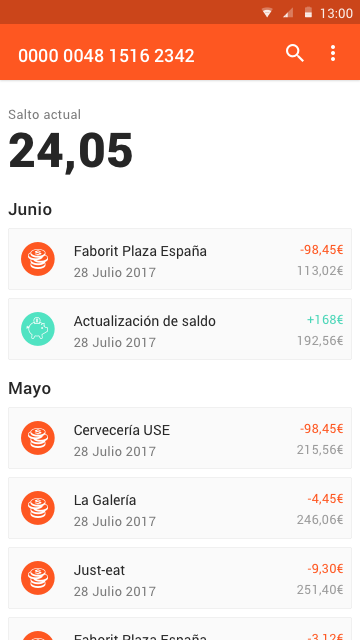 13:00
0000 0048 1516 2342
Salto actual
24,05
Junio
Faborit Plaza España -98,45€
28 Julio 2017 113,02€
Actualización de saldo +168€
28 Julio 2017 192,56€
Mayo
Cervecería USE -98,45€
28 Julio 2017 215,56€
La Galería -4,45€
28 Julio 2017 246,06€
Just-eat -9,30€
28 Julio 2017 251,40€
Faborit Plaza España -3,12€